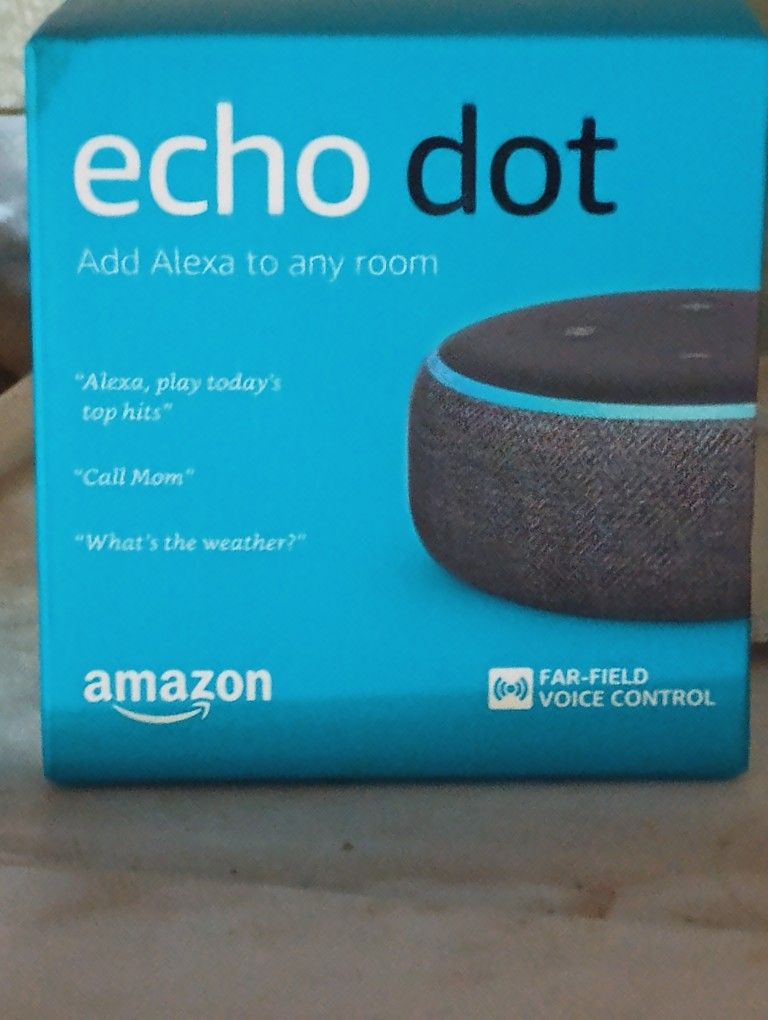 echo dot
Add Alexa to any room
"Alexa, play today's
top hits"
"Call Mom"
"What's the weather?"
amazon
FAR-FIELD
VOICE CONTROL